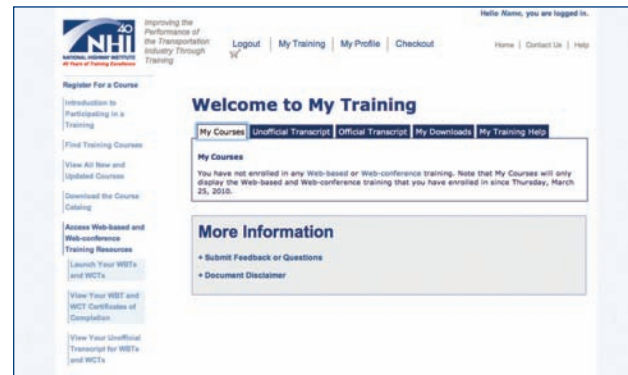 Hello Name, you are logged in.
40
NHI
NATIONAL HIGHWAY INSTITUTE
40 Years of Training Excellence
Improving the
Performance of
the Transportation
Industry Through
Training
Logout | My Training | My Profile | Checkout
Home | Contact Us | Help
Register For a Course
Introduction to
Participating in a
Training
Find Training Courses
View All New and
Updated Courses
Download the Course
Catalog
Access Web-based and
Web-conference
Training Resources
Launch Your WBTs
and WCTs
View Your WBT and
WCT Certificates of
Completion
View Your Unofficial
Transcript for WBTs
and WCTs
Welcome to My Training
My Courses Unofficial Transcript Official Transcript My Downloads My Training Help
My Courses
You have not enrolled in any Web-based or Web-conference training. Note that My Courses will only
display the Web-based and Web-conference training that you have enrolled in since Thursday, March
25, 2010.
More Information
+ Submit Feedback or Questions
+ Document Disclaimer